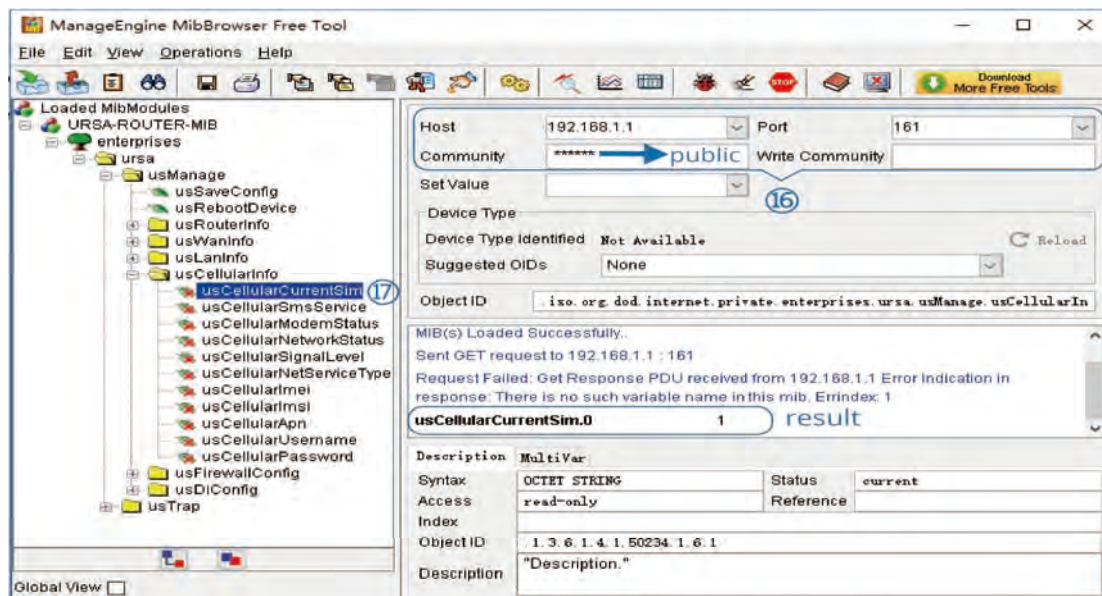 ManageEngine MibBrowser Free Tool
File Edit View Operations Help
STOP
Download
More Free Tools
Loaded MibModules
URSA-ROUTER-MIB
enterprises
ursa
usManage
usSaveConfig
usRebootDevice
usRouterInfo
usWanInfo
usLanInfo
usCellularInfo
usCellularCurrentSim ⑰
usCellularSmsService
usCellularModemStatus
usCellularNetworkStatus
usCellularSignalLevel
usCellularNetServiceType
usCellularImei
usCellularImsi
usCellularApn
usCellularUsername
usCellularPassword
usFirewallConfig
usDiConfig
usTrap
Global View
Host 192.168.1.1 Port 161
Community ****** public Write Community
⑯
Set Value
Device Type
Device Type Identified Not Available Reload
Suggested OIDs None
Object ID .iso.org.dod.internet.private.enterprises.ursa.usManage.usCellularIn
MIB(s) Loaded Successfully..
Sent GET request to 192.168.1.1 : 161
Request Failed: Get Response PDU received from 192.168.1.1 Error Indication in
response: There is no such variable name in this mib. Errindex: 1
usCellularCurrentSim.0 1 result
Description MultiVar
Syntax OCTET STRING Status current
Access read-only Reference
Index
Object ID .1.3.6.1.4.1.50234.1.6.1
Description "Description."